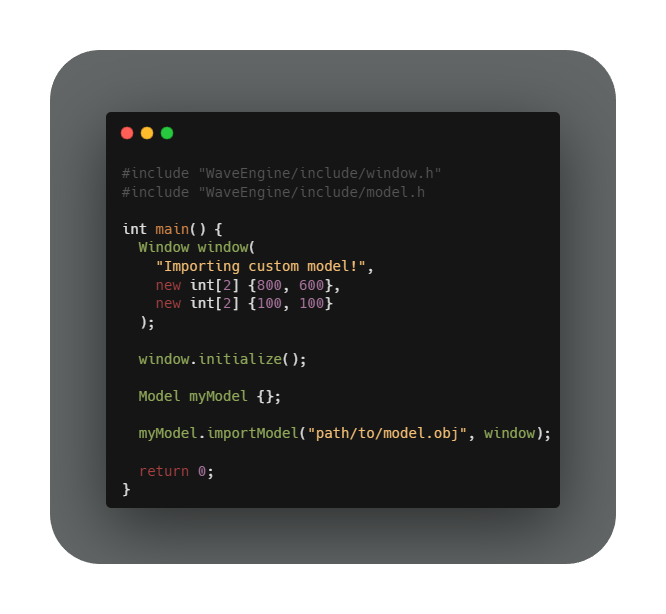 #include "WaveEngine/include/window.h"
#include "WaveEngine/include/model.h
int main() {
  Window window(
    "Importing custom model!",
    new int[2] {800, 600},
    new int[2] {100, 100}
  );
  window.initialize();
  Model myModel {};
  myModel.importModel("path/to/model.obj", window);
  return 0;
}